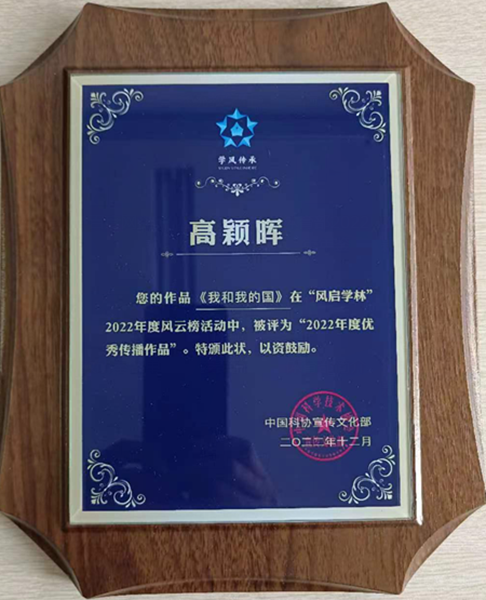 学风传承
高颖晖
您的作品《我和我的国》在“风启学林”
2022年度风云榜活动中，被评为“2022年度优
秀传播作品”。特颁此状，以资鼓励。
中国科协宣传文化部
二〇二二年十二月